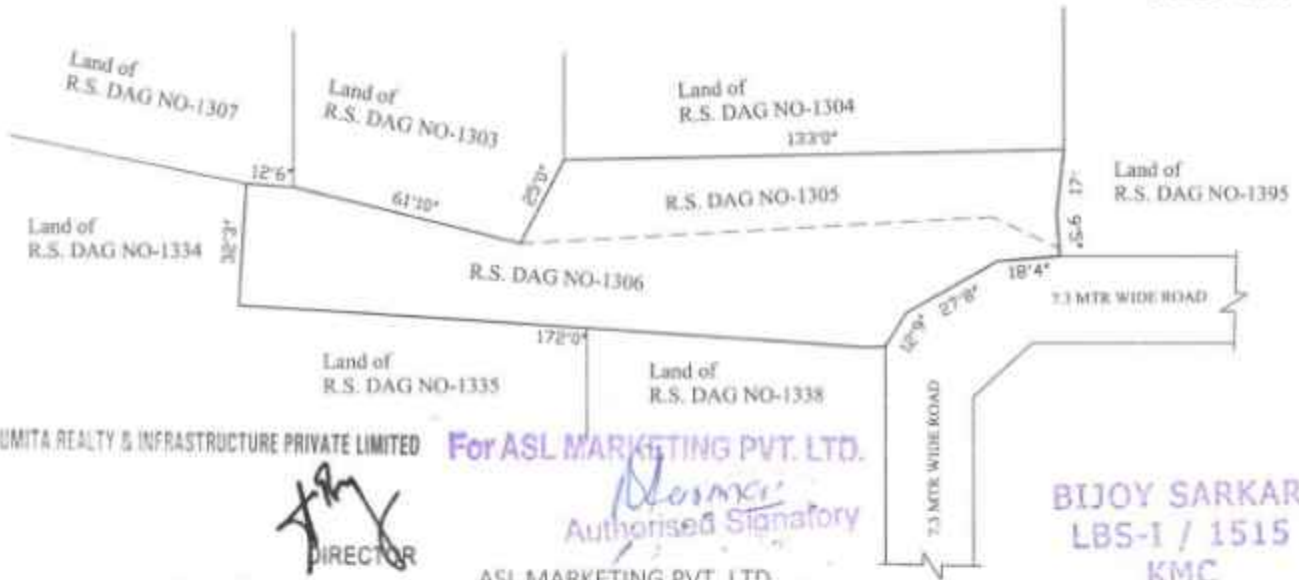 Land of
R.S. DAG NO-1307
Land of
R.S. DAG NO-1303
Land of
R.S. DAG NO-1304
133'0"
Land of
R.S. DAG NO-1395
12'6"
61'10"
25'0"
R.S. DAG NO-1305
17'
Land of
R.S. DAG NO-1334
32'3"
R.S. DAG NO-1306
18'4"
27'8"
12'9"
7.3 MTR WIDE ROAD
172'0"
Land of
R.S. DAG NO-1335
Land of
R.S. DAG NO-1338
7.3 MTR WIDE ROAD
UMITA REALTY & INFRASTRUCTURE PRIVATE LIMITED
DIRECTOR
For ASL MARKETING PVT. LTD.
Authorised Signatory
ASL MARKETING PVT. LTD.
BIJOY SARKAR
LBS-I / 1515
KMC